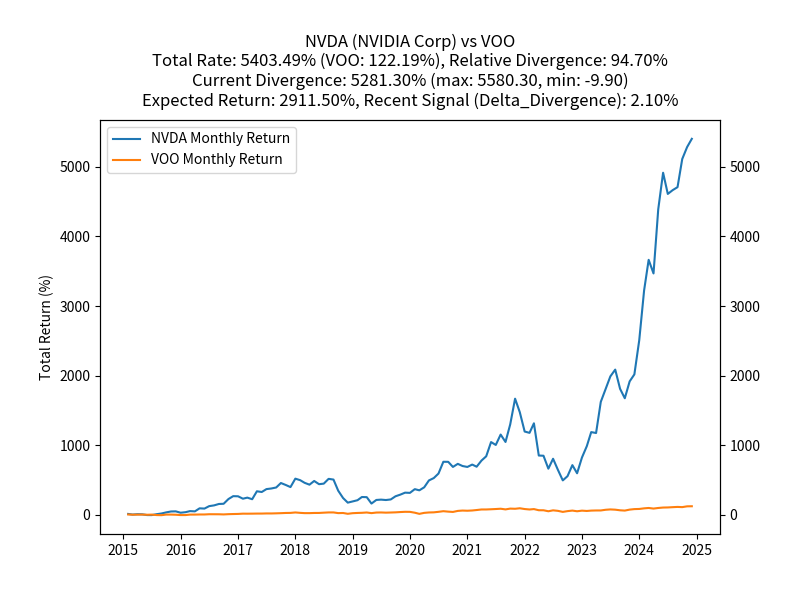 NVDA (NVIDIA Corp) vs VOO
Total Rate: 5403.49% (VOO: 122.19%), Relative Divergence: 94.70%
Current Divergence: 5281.30% (max: 5580.30, min: -9.90)
Expected Return: 2911.50%, Recent Signal (Delta_Divergence): 2.10%
NVDA Monthly Return
VOO Monthly Return
Total Return (%)
5000
4000
3000
2000
1000
0
5000
4000
3000
2000
1000
0
2015 2016 2017 2018 2019 2020 2021 2022 2023 2024 2025